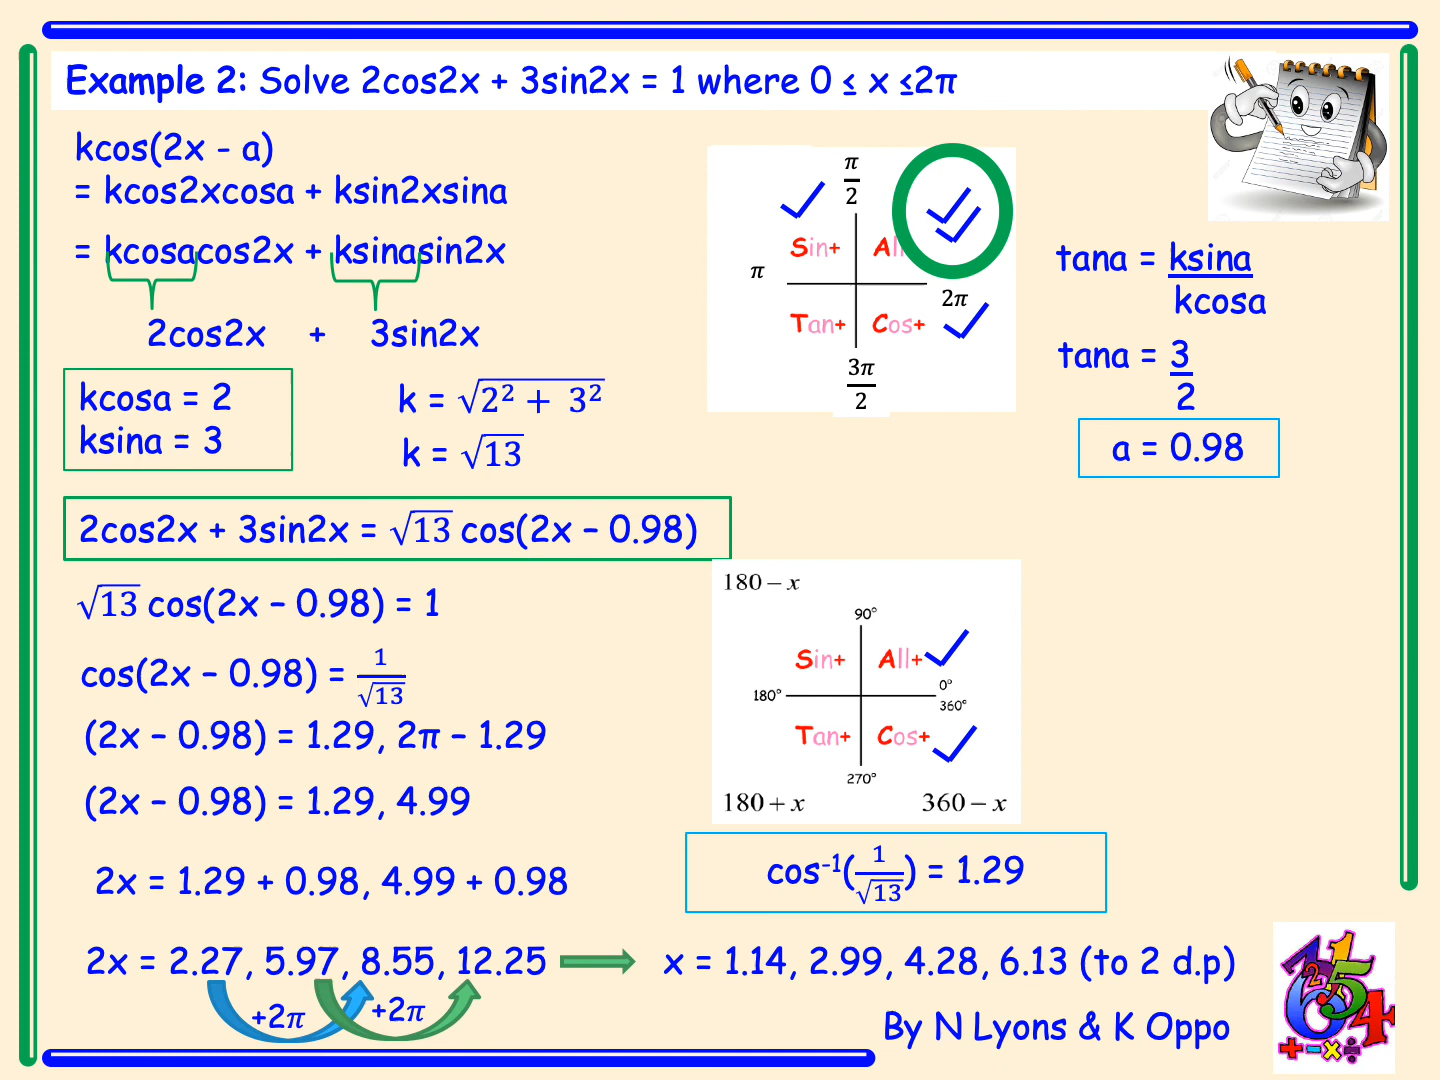 Example 2: Solve 2cos2x + 3sin2x = 1 where 0 ≤ x ≤2π
kcos(2x - a)
= kcos2xcosa + ksin2xsina
= kcosacos2x + ksinasin2x
2cos2x + 3sin2x
kcosa = 2
ksina = 3
k = √(2² + 3²)
k = √13
π/2
Sin+ All
π
2π
Tan+ Cos+
3π/2
tana = ksina
kcosa
tana = 3
2
a = 0.98
2cos2x + 3sin2x = √13 cos(2x – 0.98)
√13 cos(2x – 0.98) = 1
cos(2x – 0.98) = 1/√13
(2x – 0.98) = 1.29, 2π – 1.29
(2x – 0.98) = 1.29, 4.99
2x = 1.29 + 0.98, 4.99 + 0.98
180 – x
90°
Sin+ All+
180° 0°
360°
Tan+ Cos+
270°
180 + x 360 – x
cos⁻¹(1/√13) = 1.29
2x = 2.27, 5.97, 8.55, 12.25
x = 1.14, 2.99, 4.28, 6.13 (to 2 d.p)
+2π +2π
By N Lyons & K Oppo